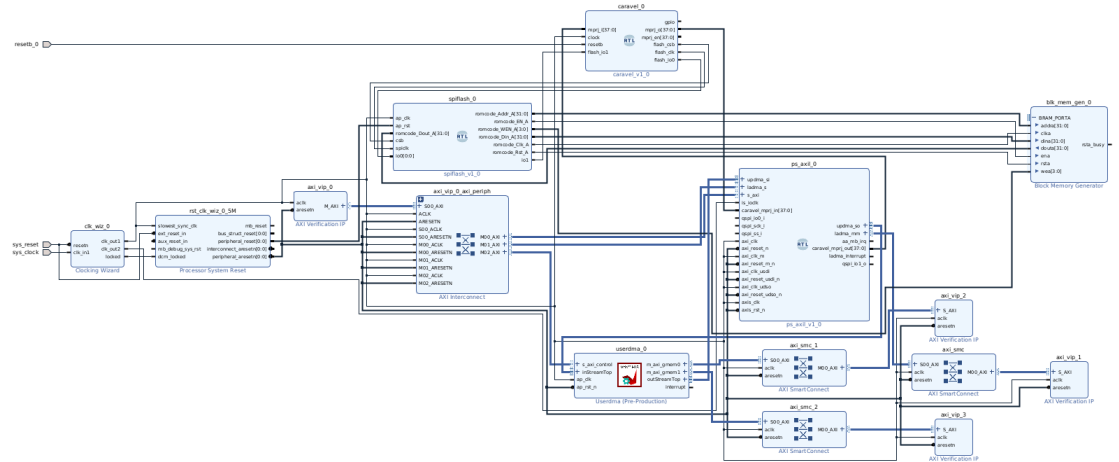 caravel_0
mprj_i[37:0]
clock
resetb
flash_io1
gpio
mprj_o[37:0]
mprj_en[37:0]
flash_csb
flash_clk
flash_io0
RTL
caravel_v1_0
resetb_0
spiflash_0
ap_clk
ap_rst
romcode_Dout_A[31:0]
csb
spiclk
io0[0:0]
romcode_Addr_A[31:0]
romcode_EN_A
romcode_WEN_A[3:0]
romcode_Din_A[31:0]
romcode_Clk_A
romcode_Rst_A
io1
RTL
spiflash_v1_0
blk_mem_gen_0
BRAM_PORTA
addra[31:0]
clka
dina[31:0]
douta[31:0]
ena
rsta
wea[3:0]
rsta_busy
Block Memory Generator
ps_axil_0
updma_si
ladma_s
s_axi
is_ioclk
caravel_mprj_in[37:0]
axi_clk
axi_reset_n
axi_clk_m
axi_reset_m_n
axi_clk_usdi
axi_reset_usdi_n
axi_clk_udso
axi_reset_udso_n
axis_clk
axis_rst_n
updma_so
ladma_mrx
aa_mb_irq
caravel_mprj_out[37:0]
ladma_interrupt
RTL
ps_axil_v1_0
axi_vip_0
aclk
aresetn
M_AXI
AXI Verification IP
axi_vip_0_axi_periph
S00_AXI
ACLK
ARESETN
S00_ACLK
S00_ARESETN
M00_ACLK
M00_ARESETN
M01_ACLK
M01_ARESETN
M02_ACLK
M02_ARESETN
M00_AXI
M01_AXI
M02_AXI
AXI Interconnect
sys_reset
sys_clock
clk_wiz_0
resetn
clk_in1
clk_out1
clk_out2
locked
Clocking Wizard
rst_clk_wiz_0_5M
slowest_sync_clk
ext_reset_in
aux_reset_in
mb_debug_sys_rst
dcm_locked
mb_reset
bus_struct_reset[0:0]
peripheral_reset[0:0]
interconnect_aresetn[0:0]
peripheral_aresetn[0:0]
Processor System Reset
userdma_0
s_axi_control
inStreamTop
ap_clk
ap_rst_n
m_axi_gmem0
m_axi_gmem1
outStreamTop
interrupt
Userdma (Pre-Production)
axi_smc_1
S00_AXI
aclk
aresetn
M00_AXI
AXI SmartConnect
axi_smc_2
S00_AXI
aclk
aresetn
M00_AXI
AXI SmartConnect
axi_vip_2
S_AXI
aclk
aresetn
AXI Verification IP
axi_smc
S00_AXI
aclk
aresetn
M00_AXI
AXI SmartConnect
axi_vip_1
S_AXI
aclk
aresetn
AXI Verification IP
axi_vip_3
S_AXI
aclk
aresetn
AXI Verification IP